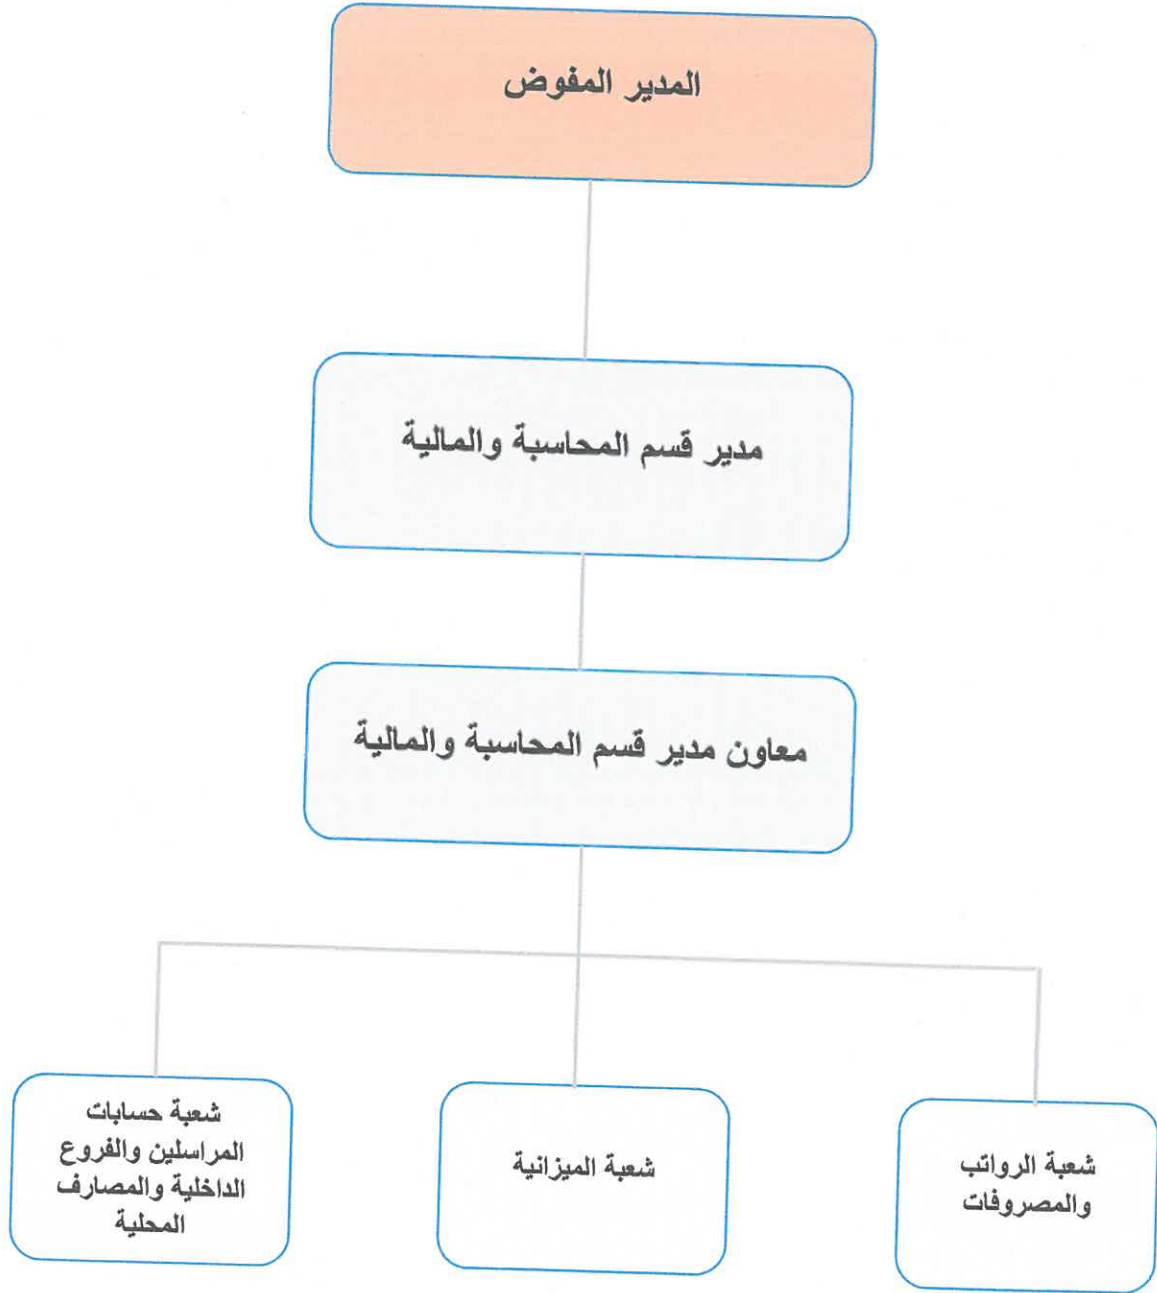 المدير المفوض
مدير قسم المحاسبة والمالية
معاون مدير قسم المحاسبة والمالية
شعبة الرواتب
والمصروفات
شعبة الميزانية
شعبة حسابات
المراسلين والفروع
الداخلية والمصارف
المحلية